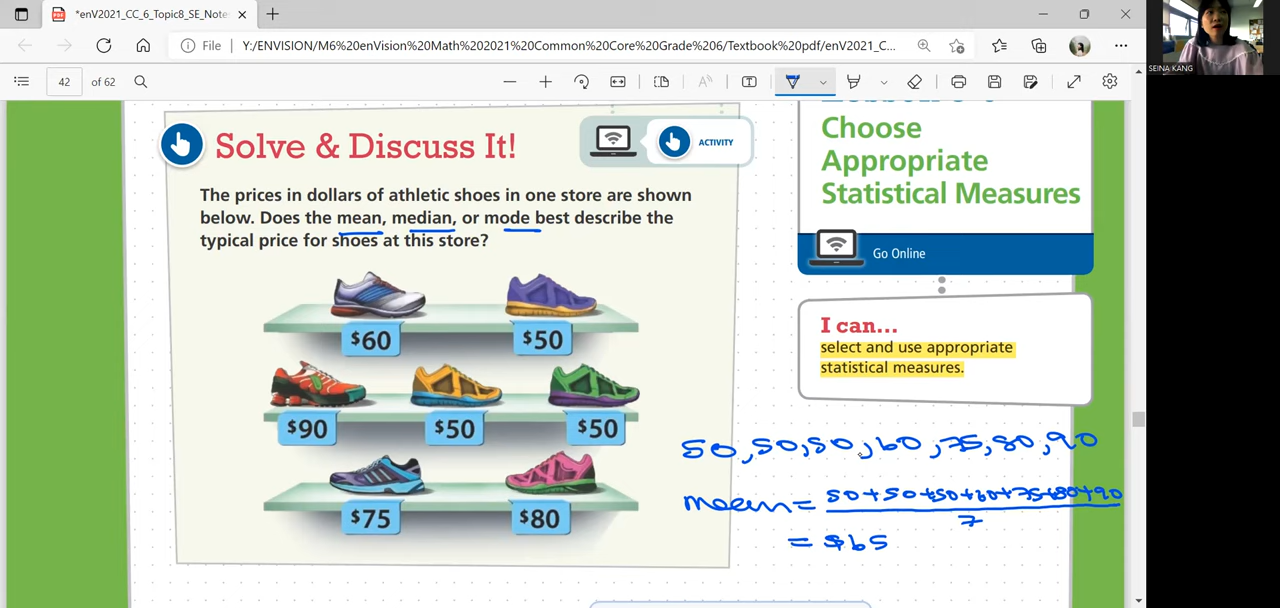 *enV2021_CC_6_Topic8_SE_Note
File Y:/ENVISION/M6%20enVision%20Math%202021%20Common%20Core%20Grade%206/Textbook%20pdf/enV2021_C...
SEINA KANG
42 of 62
Solve & Discuss It!
ACTIVITY
The prices in dollars of athletic shoes in one store are shown
below. Does the mean, median, or mode best describe the
typical price for shoes at this store?
$60
$50
$90
$50
$50
$75
$80
Choose
Appropriate
Statistical Measures
Go Online
I can...
select and use appropriate
statistical measures.
50, 50, 50, 60, 75, 80, 90
mean = 50+50+50+60+75+80+90
7
= $65